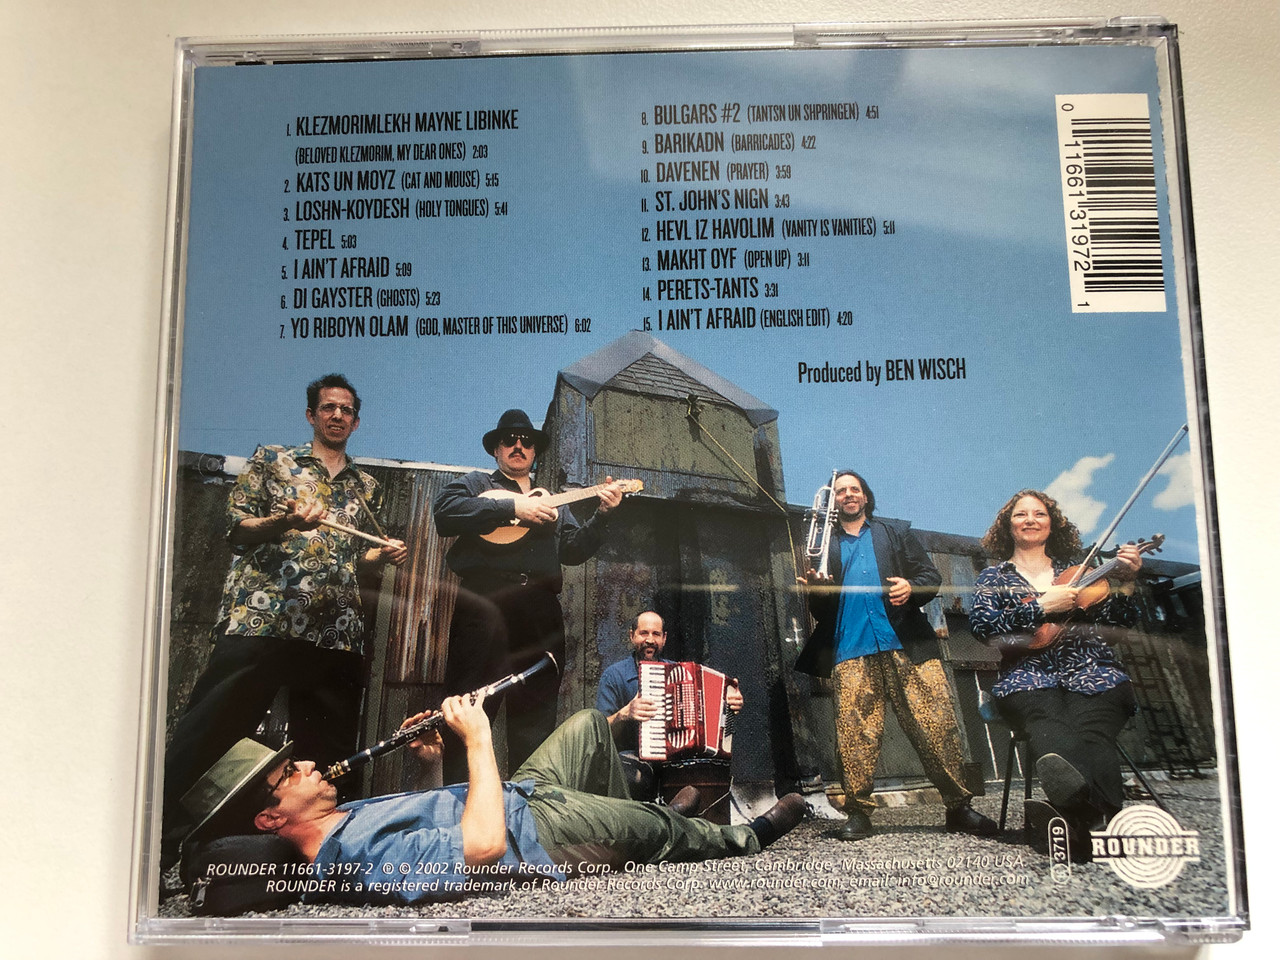 1. KLEZMORIMLEKH MAYNE LIBINKE
(BELOVED KLEZMORIM, MY DEAR ONES) 2:03
2. KATS UN MOYZ (CAT AND MOUSE) 5:15
3. LOSHN-KOYDESH (HOLY TONGUES) 5:41
4. TEPEL 5:03
5. I AIN'T AFRAID 5:09
6. DI GAYSTER (GHOSTS) 5:23
7. YO RIBOYN OLAM (GOD, MASTER OF THIS UNIVERSE) 6:02
8. BULGARS #2 (TANTSN UN SHPRINGEN) 4:51
9. BARIKADN (BARRICADES) 4:22
10. DAVENEN (PRAYER) 3:59
11. ST. JOHN'S NIGN 3:43
12. HEVL IZ HAVOLIM (VANITY IS VANITIES) 5:11
13. MAKHT OYF (OPEN UP) 3:11
14. PERETS-TANTS 3:31
15. I AIN'T AFRAID (ENGLISH EDIT) 4:20
Produced by BEN WISCH
0 11661 31972 1
3719
ROUNDER
ROUNDER 11661-3197-2 ℗ © 2002 Rounder Records Corp., One Camp Street, Cambridge, Massachusetts 02140 USA.
ROUNDER is a registered trademark of Rounder Records Corp. www.rounder.com, email: info@rounder.com